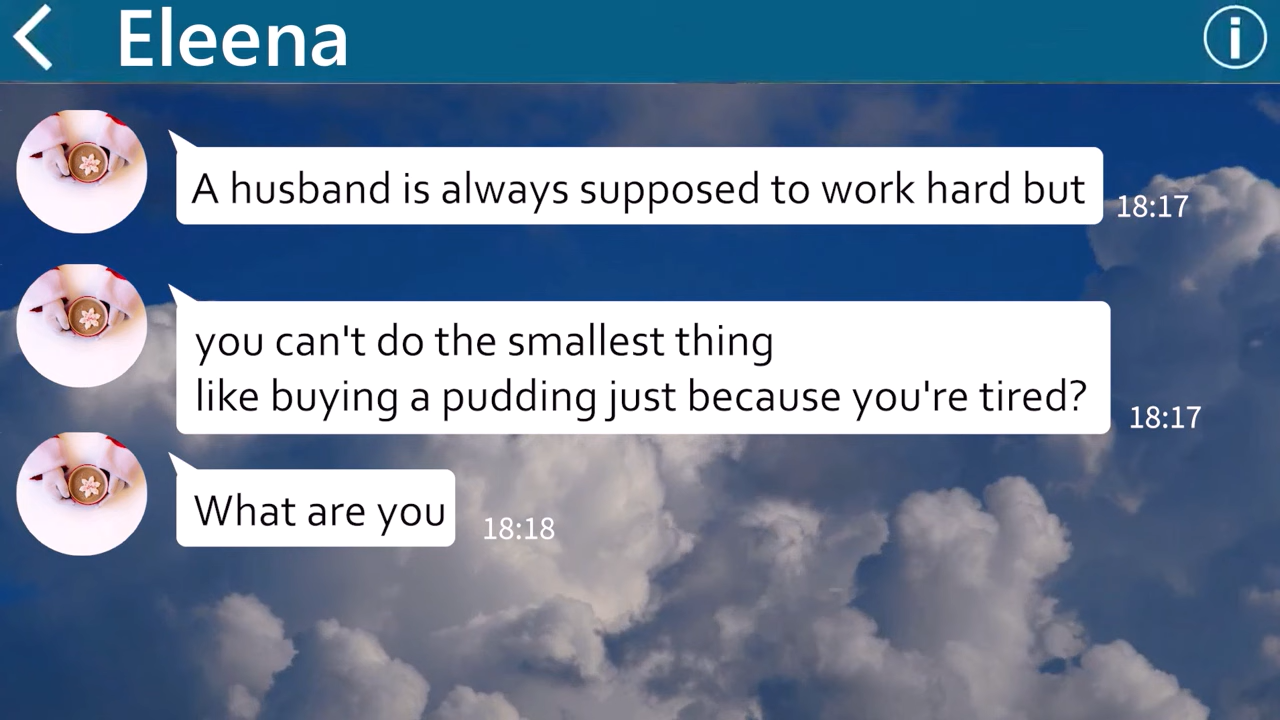 Eleena
A husband is always supposed to work hard but
18:17
you can't do the smallest thing
like buying a pudding just because you're tired?
18:17
What are you
18:18